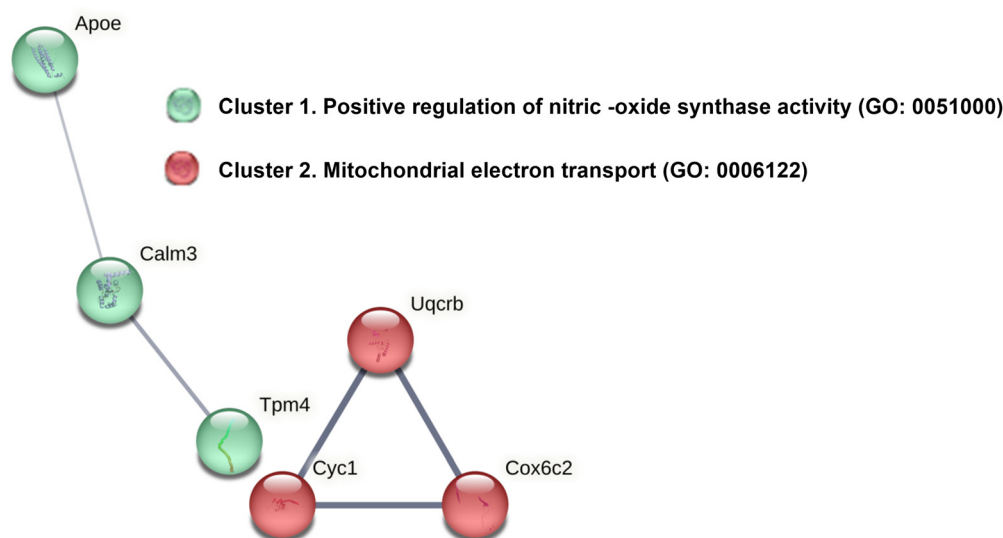 Apoe
Cluster 1. Positive regulation of nitric -oxide synthase activity (GO: 0051000)
Cluster 2. Mitochondrial electron transport (GO: 0006122)
Calm3
Uqcrb
Tpm4
Cyc1
Cox6c2